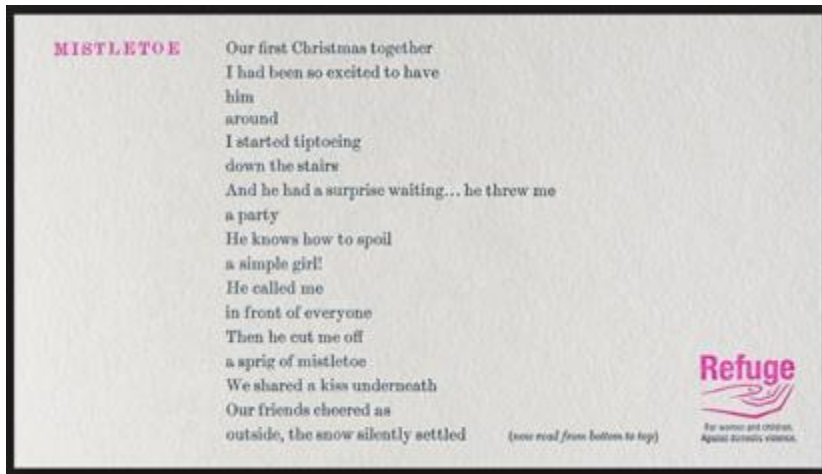 MISTLETOE
Our first Christmas together
I had been so excited to have
him
around
I started tiptoeing
down the stairs
And he had a surprise waiting... he threw me
a party
He knows how to spoil
a simple girl!
He called me
in front of everyone
Then he cut me off
a sprig of mistletoe
We shared a kiss underneath
Our friends cheered as
outside, the snow silently settled
(now read from bottom to top)
Refuge
For women and children.
Against domestic violence.